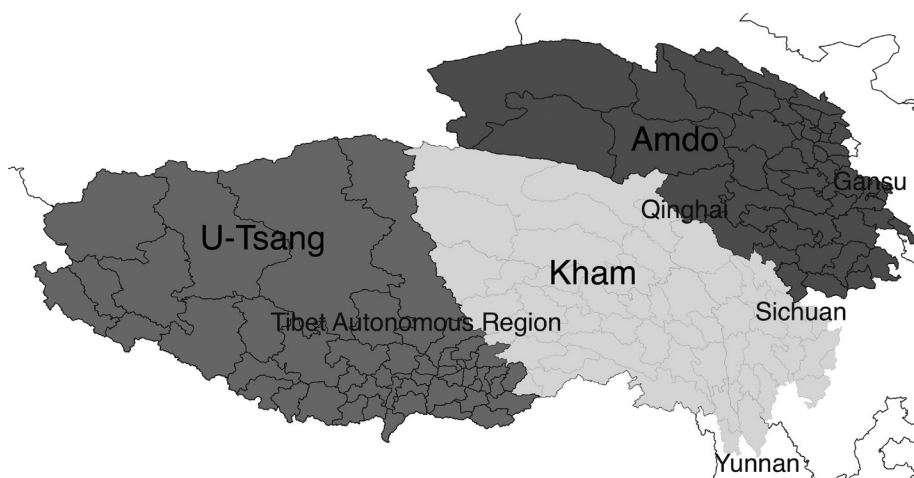 Amdo
Gansu
Qinghai
U-Tsang
Kham
Sichuan
Tibet Autonomous Region
Yunnan